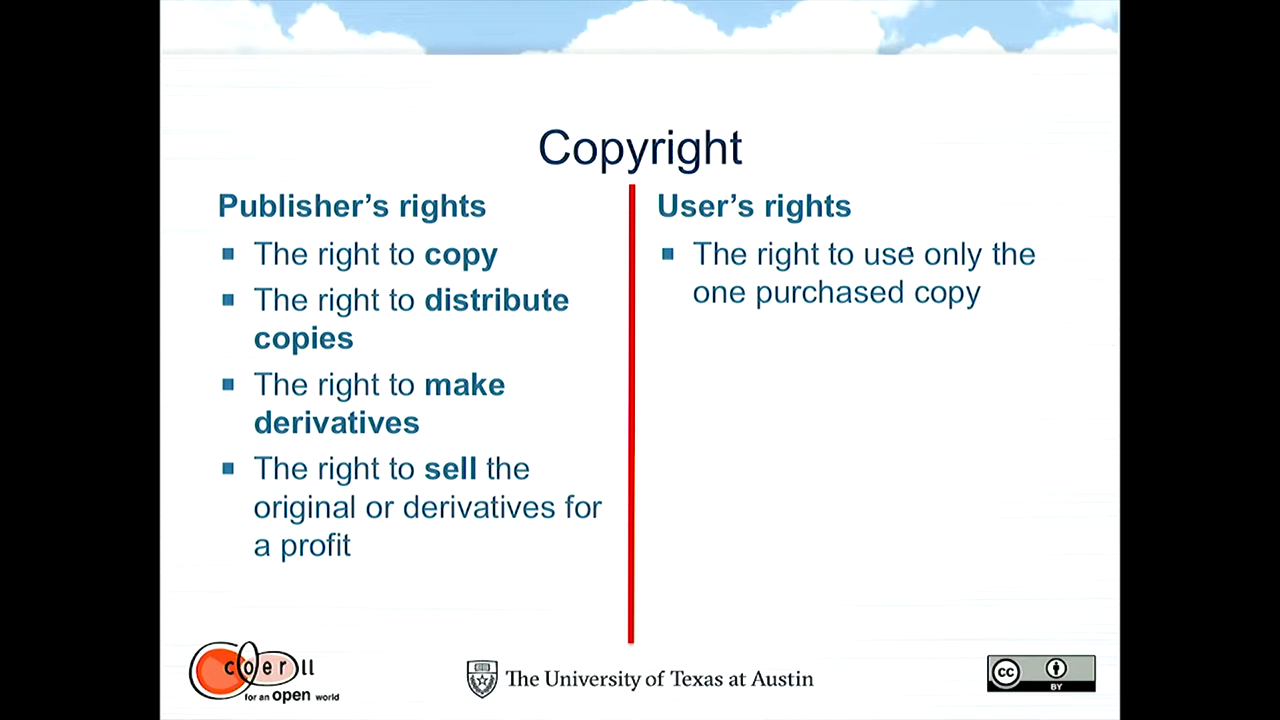 Copyright
Publisher's rights
The right to copy
The right to distribute
copies
The right to make
derivatives
The right to sell the
original or derivatives for
a profit
User's rights
The right to use only the
one purchased copy
coerll
for an open world
The University of Texas at Austin
cc
BY